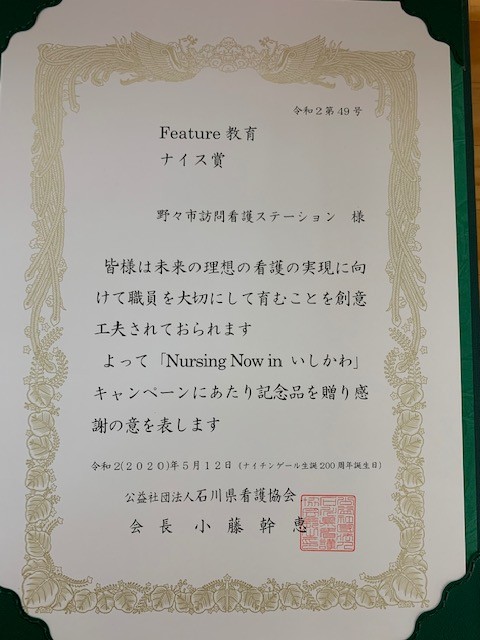 令和２第49号
Feature 教育
ナイス賞
野々市訪問看護ステーション　様
皆様は未来の理想の看護の実現に向
けて職員を大切にして育むことを創意
工夫されておられます
よって「Nursing Now in いしかわ」
キャンペーンにあたり記念品を贈り感
謝の意を表します
令和2(２０２０)年５月１２日（ナイチンゲール生誕200周年誕生日）
公益社団法人石川県看護協会
会長　小藤幹恵